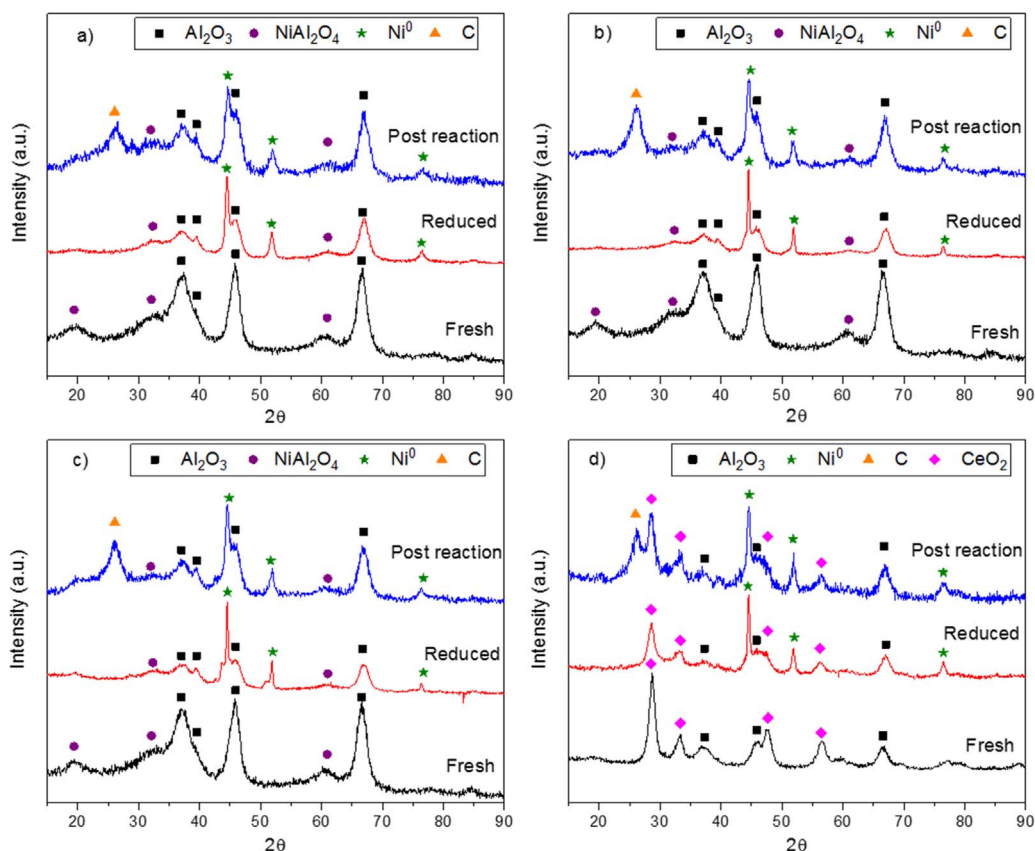 a) Al₂O₃ NiAl₂O₄ Ni⁰ C
Post reaction
Reduced
Fresh
Intensity (a.u.)
15 20 30 40 50 60 70 80 90
2θ
b) Al₂O₃ NiAl₂O₄ Ni⁰ C
Post reaction
Reduced
Fresh
Intensity (a.u.)
15 20 30 40 50 60 70 80 90
2θ
c) Al₂O₃ NiAl₂O₄ Ni⁰ C
Post reaction
Reduced
Fresh
Intensity (a.u.)
20 30 40 50 60 70 80 90
2θ
d) Al₂O₃ Ni⁰ C CeO₂
Post reaction
Reduced
Fresh
Intensity (a.u.)
15 20 30 40 50 60 70 80 90
2θ